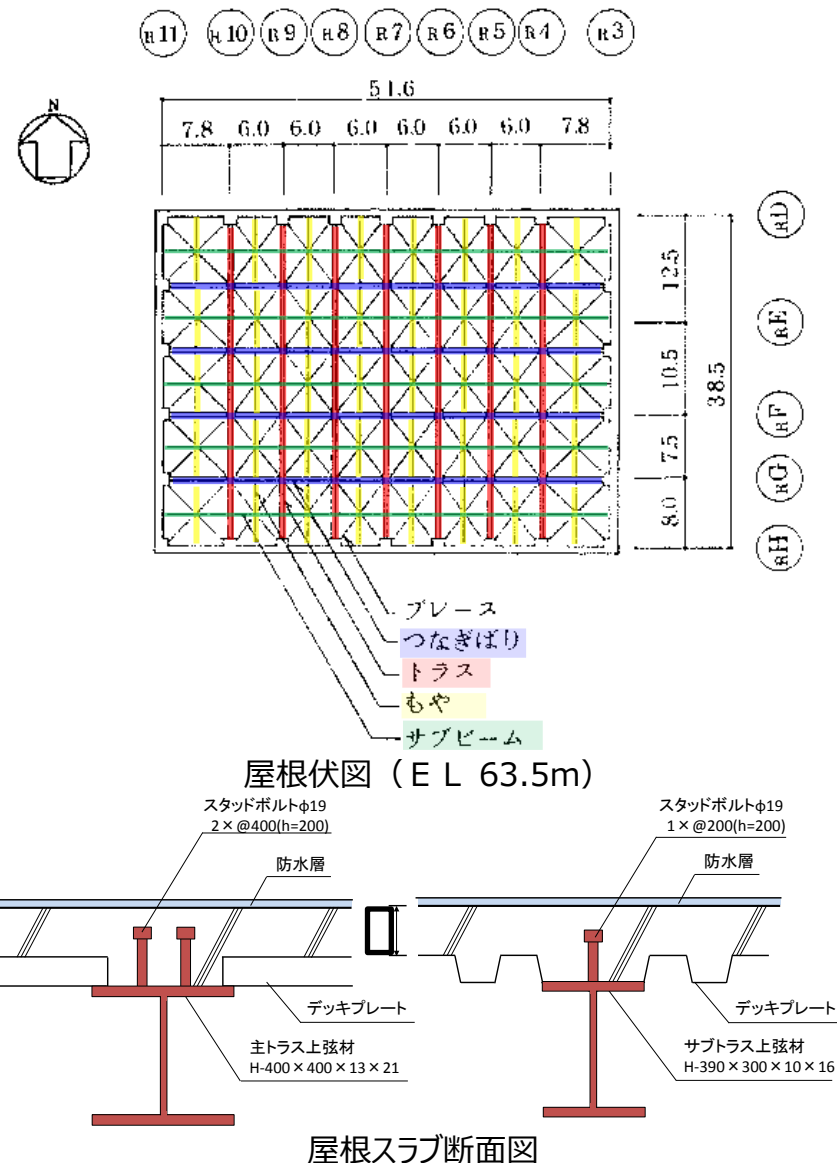 R11 R10 R9 R8 R7 R6 R5 R4 R3
51.6
7.8 6.0 6.0 6.0 6.0 6.0 6.0 7.8
N
RD
12.5
RE
10.5
38.5
RF
7.5
RG
8.0
RH
ブレース
つなぎばり
トラス
もや
サブビーム
屋根伏図（ＥＬ 63.5m）
スタッドボルトφ19
2×@400(h=200)
防水層
デッキプレート
主トラス上弦材
H-400×400×13×21
スタッドボルトφ19
1×@200(h=200)
防水層
デッキプレート
サブトラス上弦材
H-390×300×10×16
屋根スラブ断面図